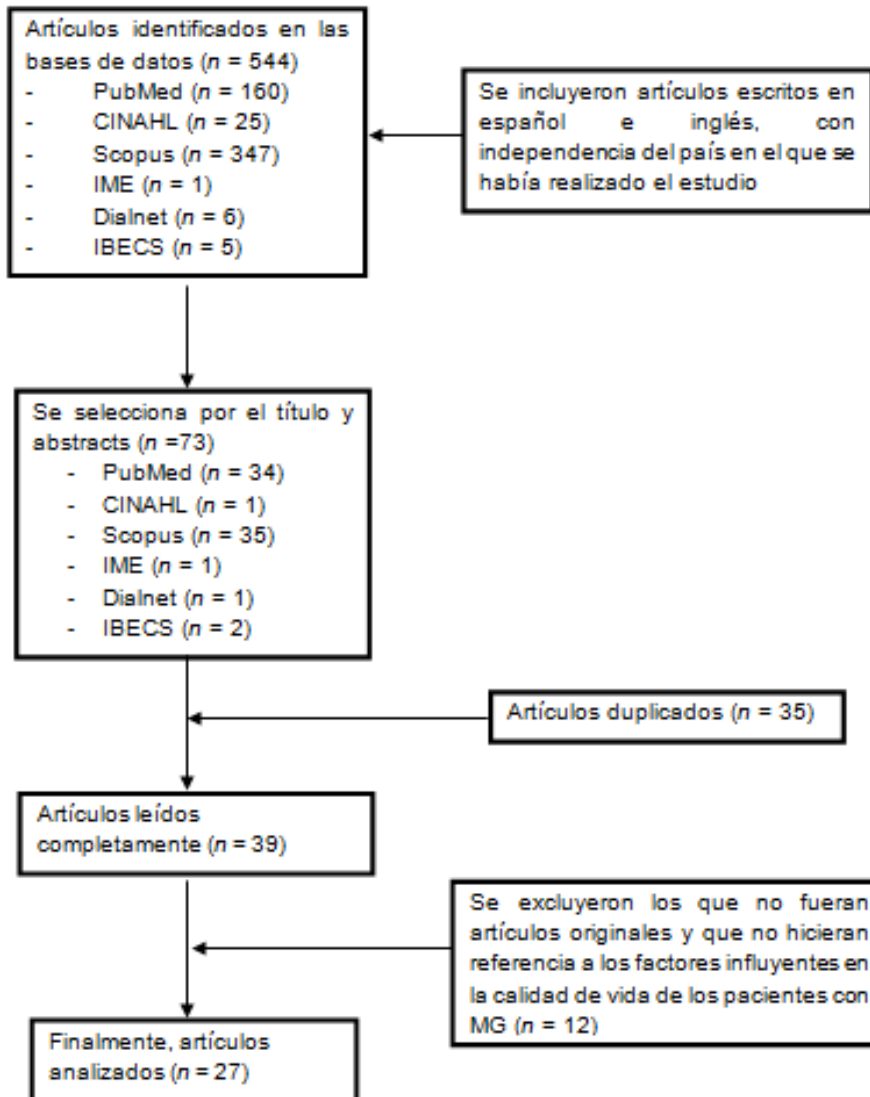 Artículos identificados en las
bases de datos (n = 544)
- PubMed (n = 160)
- CINAHL (n = 25)
- Scopus (n = 347)
- IME (n = 1)
- Dialnet (n = 6)
- IBECS (n = 5)
Se incluyeron artículos escritos en
español e inglés, con
independencia del país en el que se
había realizado el estudio
Se selecciona por el título y
abstracts (n =73)
- PubMed (n = 34)
- CINAHL (n = 1)
- Scopus (n = 35)
- IME (n = 1)
- Dialnet (n = 1)
- IBECS (n = 2)
Artículos duplicados (n = 35)
Artículos leídos
completamente (n = 39)
Se excluyeron los que no fueran
artículos originales y que no hicieran
referencia a los factores influyentes en
la calidad de vida de los pacientes con
MG (n = 12)
Finalmente, artículos
analizados (n = 27)